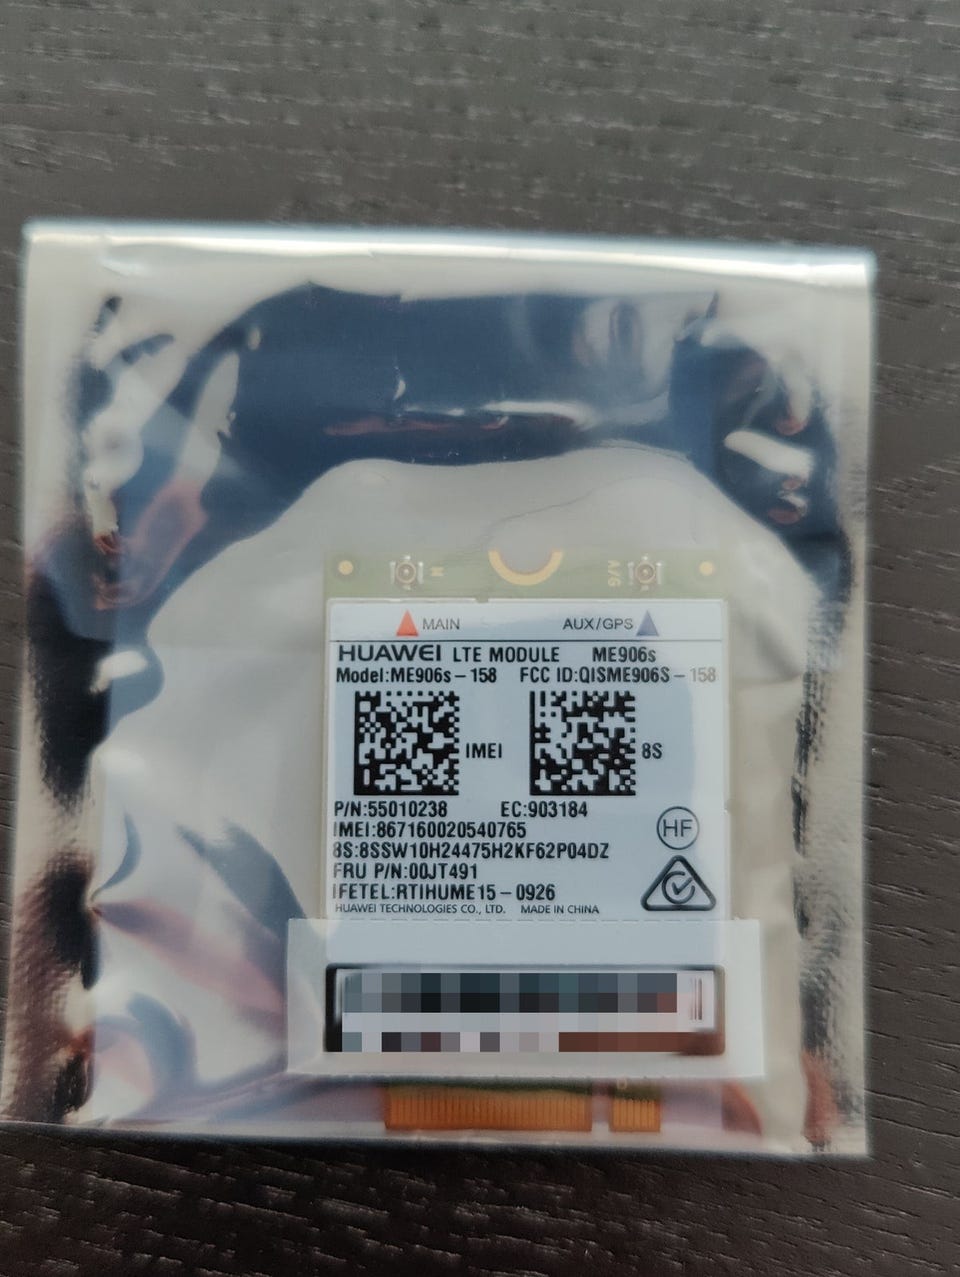 M A/G
MAIN AUX/GPS
HUAWEI LTE MODULE ME906s
Model:ME906s-158 FCC ID:QISME906S-158
IMEI 8S
P/N:55010238 EC:903184
IMEI:867160020540765
HF
8S:8SSW10H24475H2KF62P04DZ
FRU P/N:00JT491
IFETEL:RTIHUME15-0926
HUAWEI TECHNOLOGIES CO., LTD. MADE IN CHINA